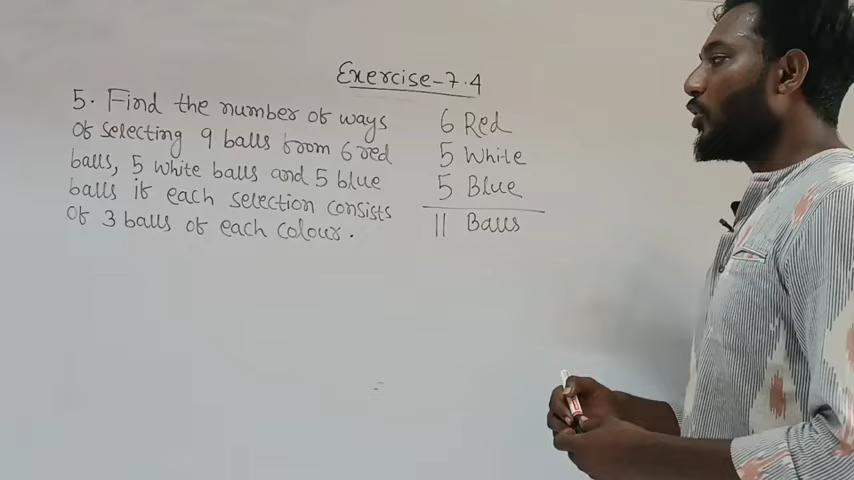 Exercise-7.4
5. Find the number of ways
of selecting 9 balls from 6 red
balls, 5 white balls and 5 blue
balls if each selection consists
of 3 balls of each colour.
6 Red
5 White
5 Blue
11 Balls